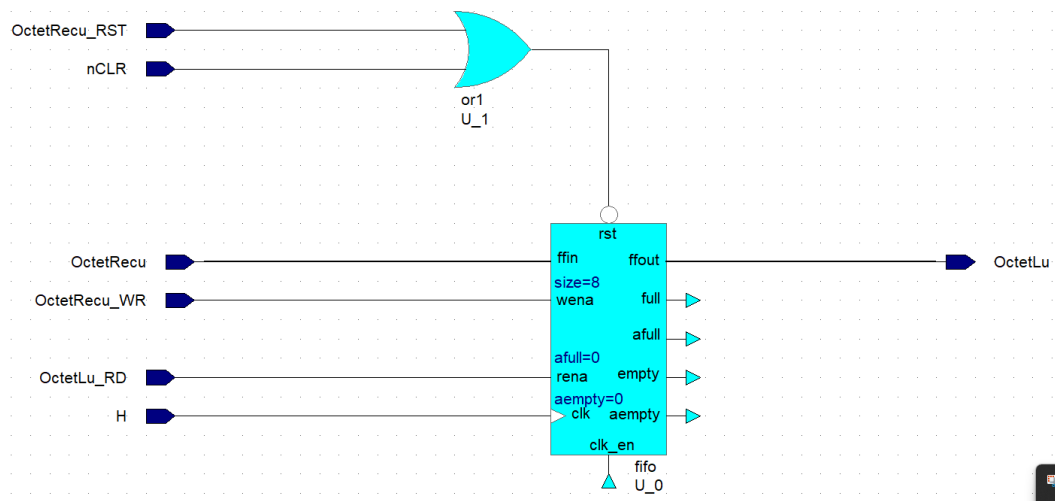 OctetRecu_RST
nCLR
or1
U_1
rst
OctetRecu
ffin
ffout
OctetLu
size=8
OctetRecu_WR
wena
full
afull
afull=0
OctetLu_RD
rena
empty
aempty=0
H
clk
aempty
clk_en
fifo
U_0